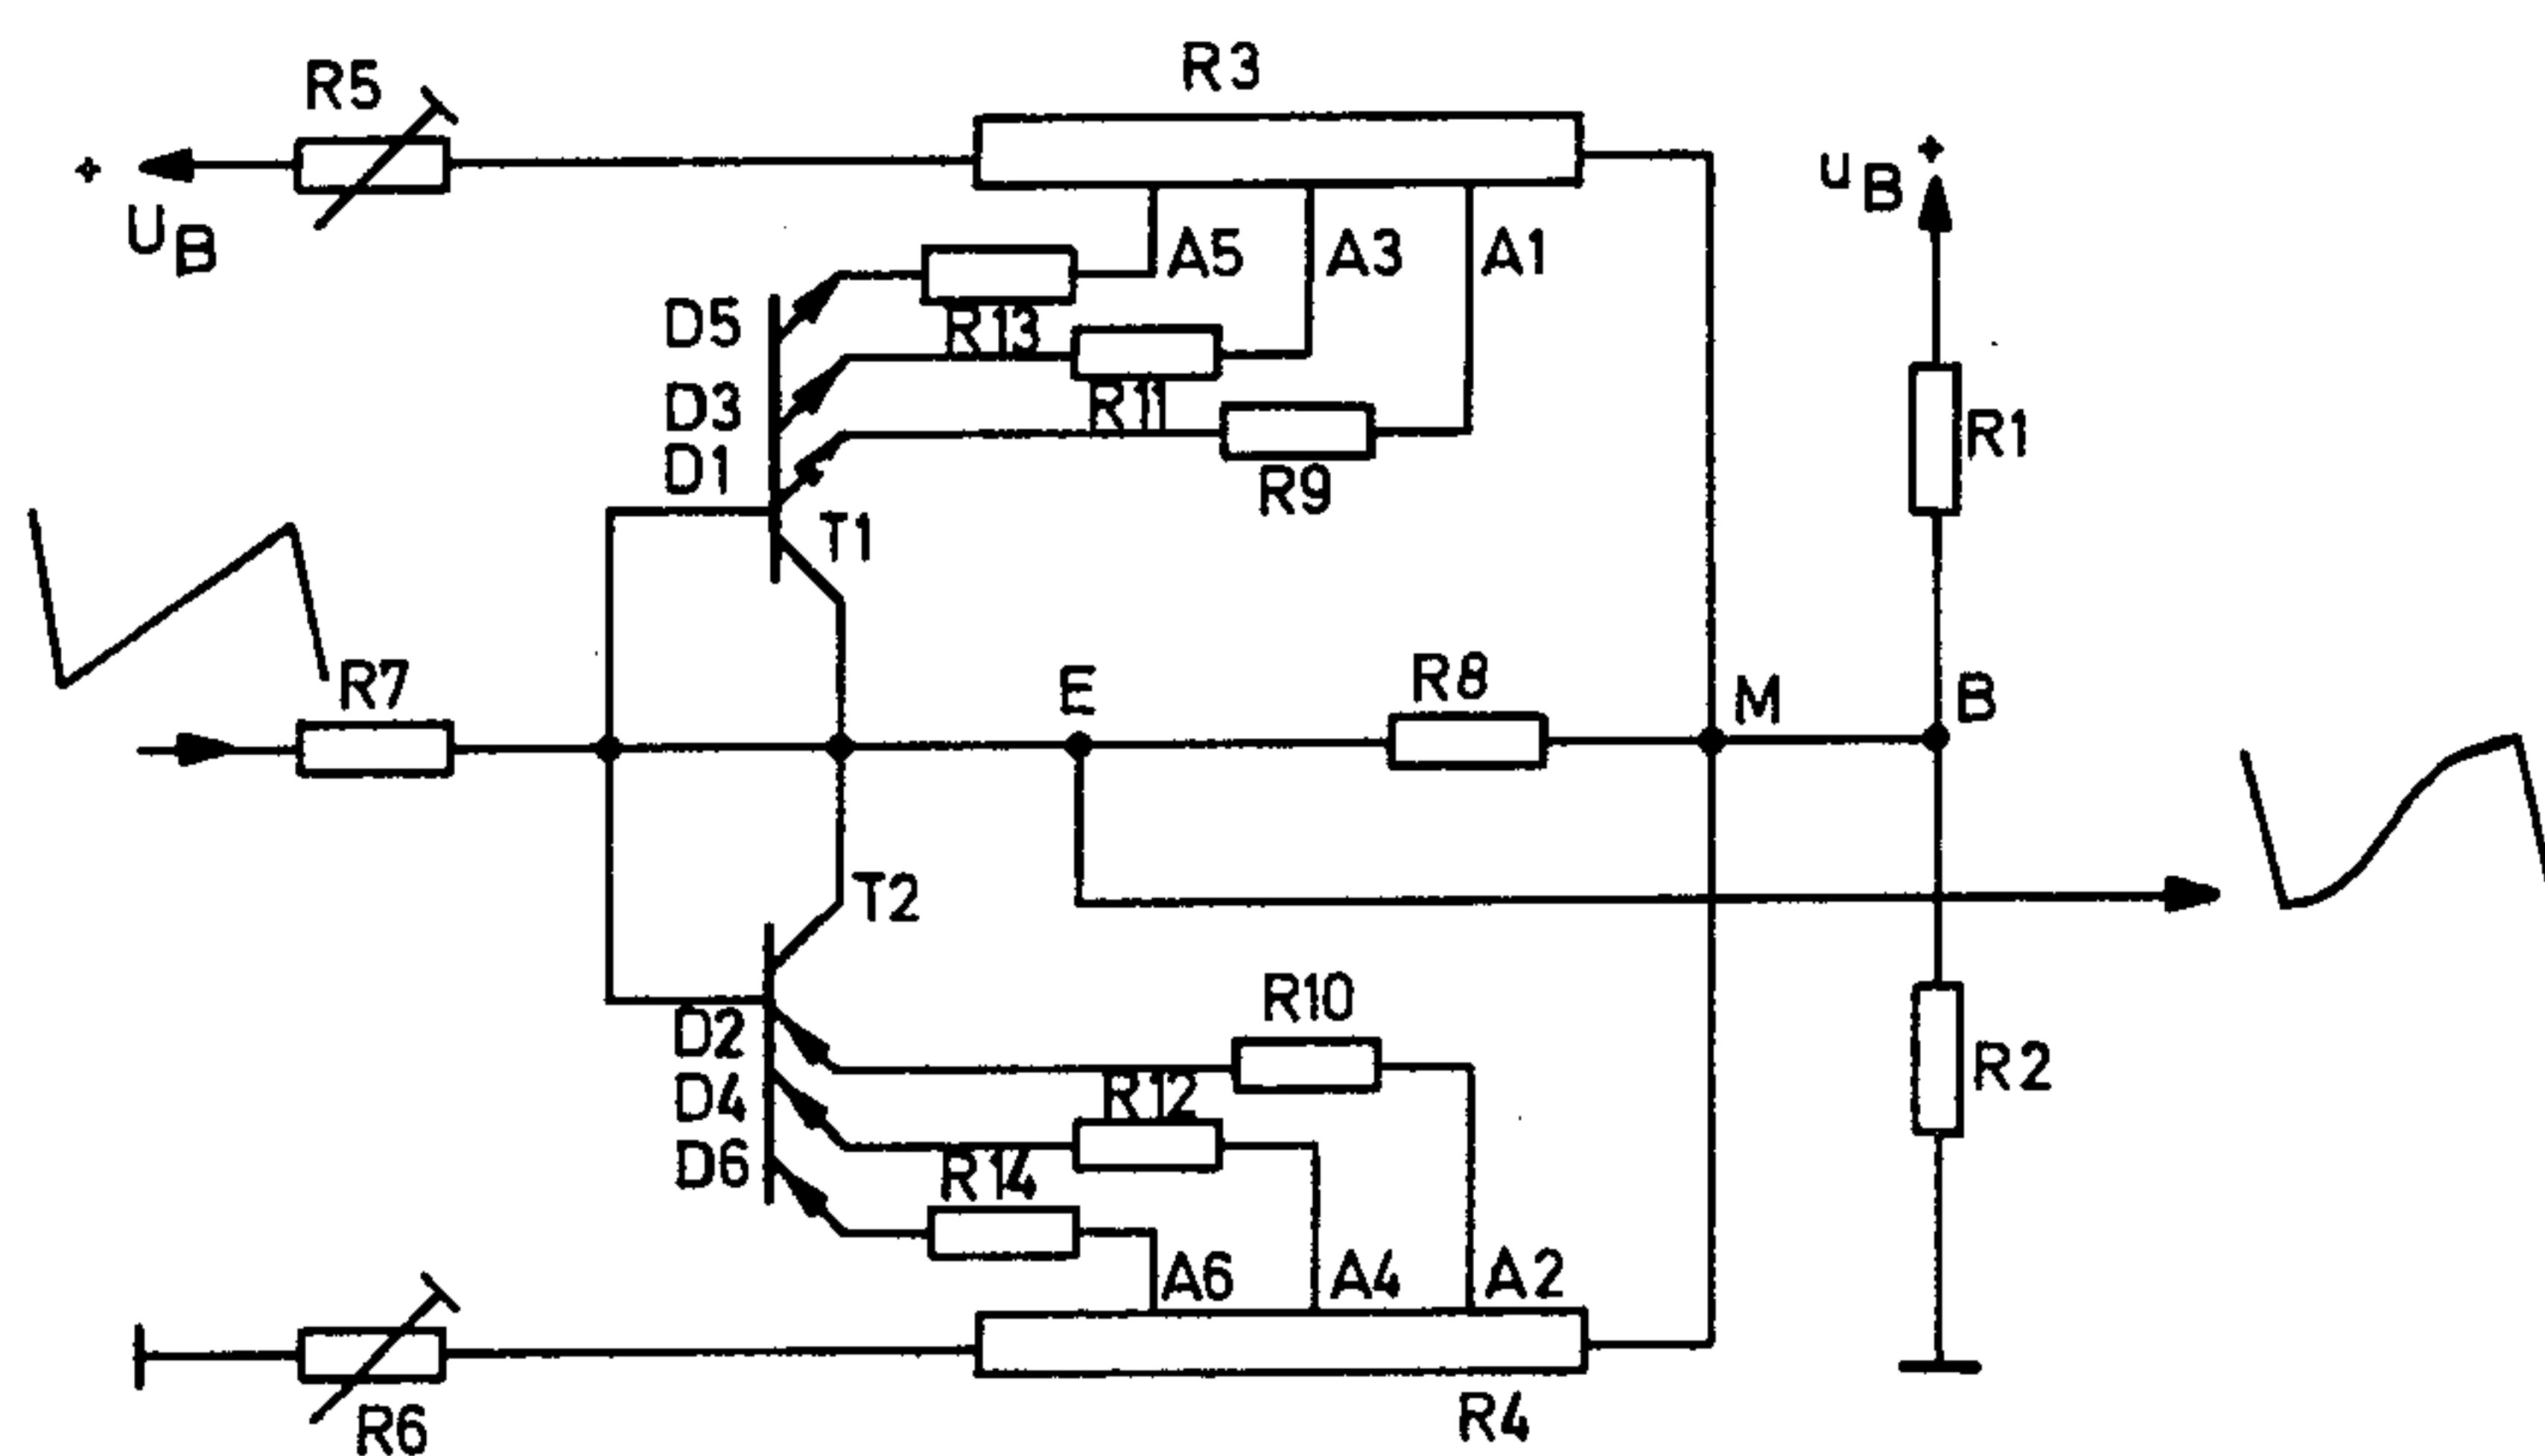 R3
R5
+
U_B
+
u_B
A5
A3
A1
D5
R13
D3
R11
R1
D1
R9
T1
R7
E
R8
M
B
T2
R10
D2
R12
R2
D4
D6
R14
A6
A4
A2
R6
R4